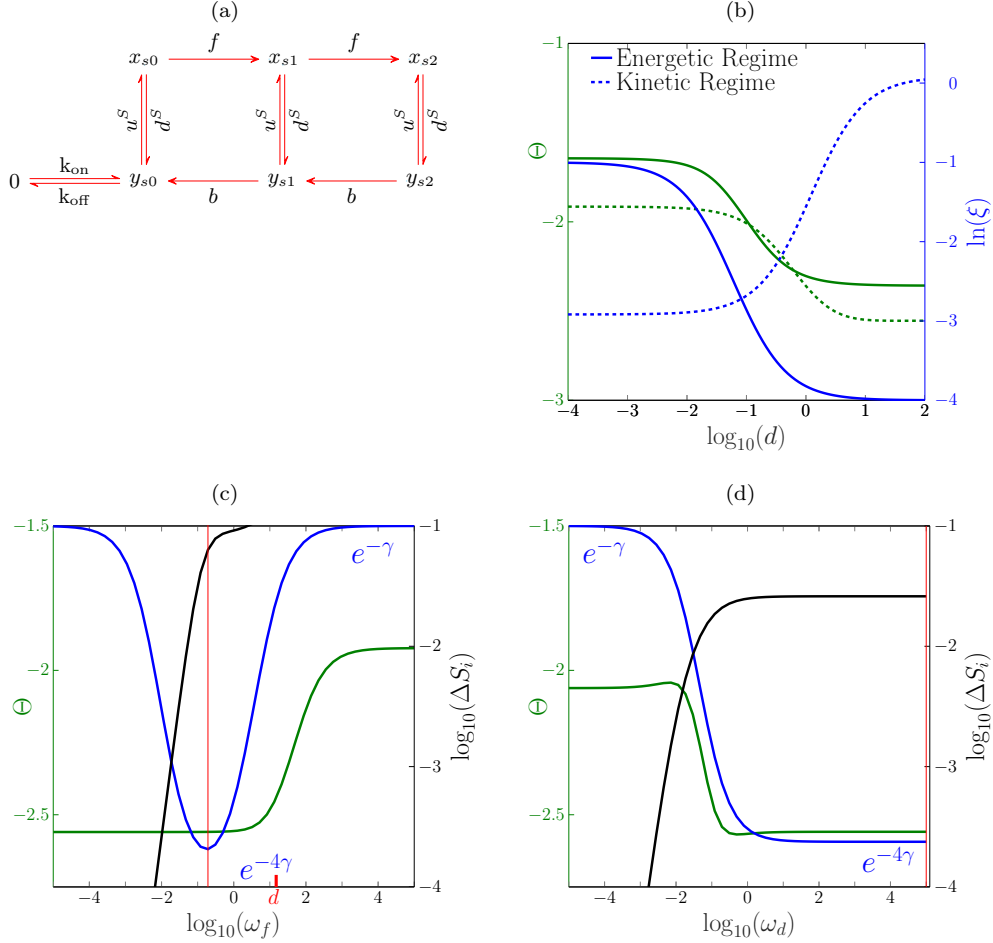 (a)
x_{s0} f x_{s1} f x_{s2}
u^S d^S u^S d^S u^S d^S
k_on
0 y_{s0} b y_{s1} b y_{s2}
k_off
(b)
−1
−2
−3
Θ
Energetic Regime
Kinetic Regime
0
−1
−2
−3
−4
ln(ξ)
−4 −3 −2 −1 0 1 2
log₁₀(d)
(c)
−1.5
−2
−2.5
Θ
e^{−γ}
e^{−4γ}
−1
−2
−3
−4
log₁₀(ΔS_i)
−4 −2 0 d 2 4
log₁₀(ω_f)
(d)
−1.5
−2
−2.5
Θ
e^{−γ}
e^{−4γ}
−1
−2
−3
−4
log₁₀(ΔS_i)
−4 −2 0 2 4
log₁₀(ω_d)